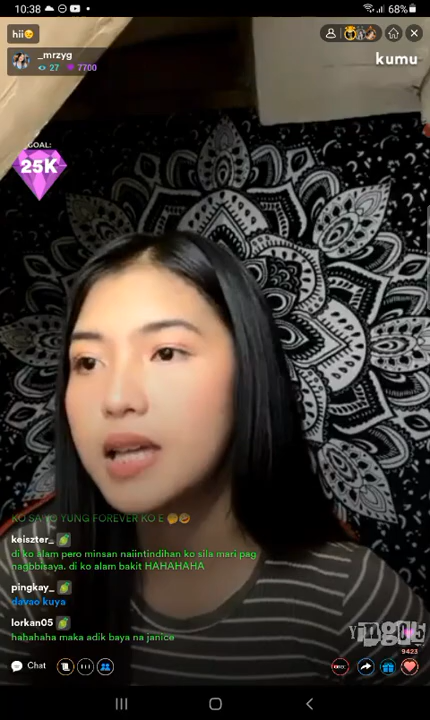 10:38
68%
hii
_mrzyg
27 7700
kumu
GOAL:
25K
KO SAYO YUNG FOREVER KO E
keiszter_
di ko alam pero minsan naiintindihan ko sila mari pag
nagbbisaya. di ko alam bakit HAHAHAHA
pingkay_
davao kuya
lorkan05
hahahaha maka adik baya na janice
9423
Chat